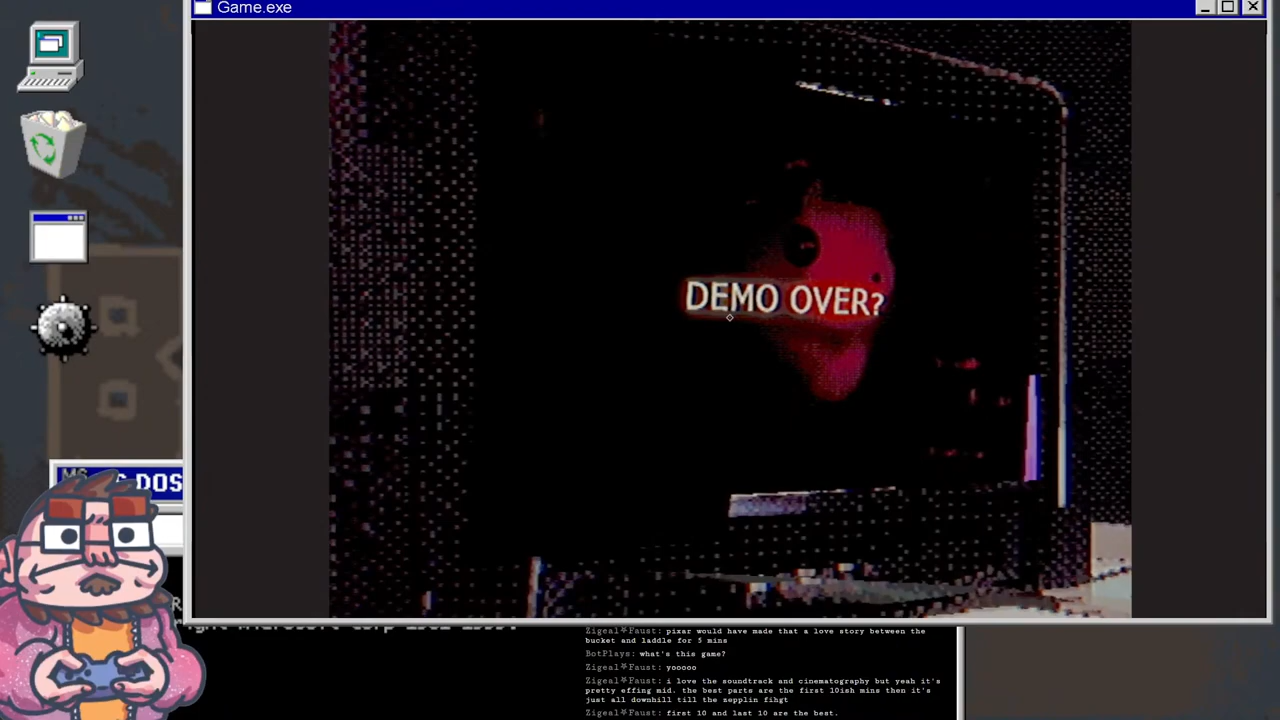 Game.exe
DEMO OVER?
DOS
Zigeal Faust: pixar would have made that a love story between the
bucket and laddle for 5 mins
BotPlays: what's this game?
Zigeal Faust: yooooo
Zigeal Faust: i love the soundtrack and cinematography but yeah it's
pretty effing mid. the best parts are the first 10ish mins then it's
just all downhill till the zepplin fihgt
Zigeal Faust: first 10 and last 10 are the best.